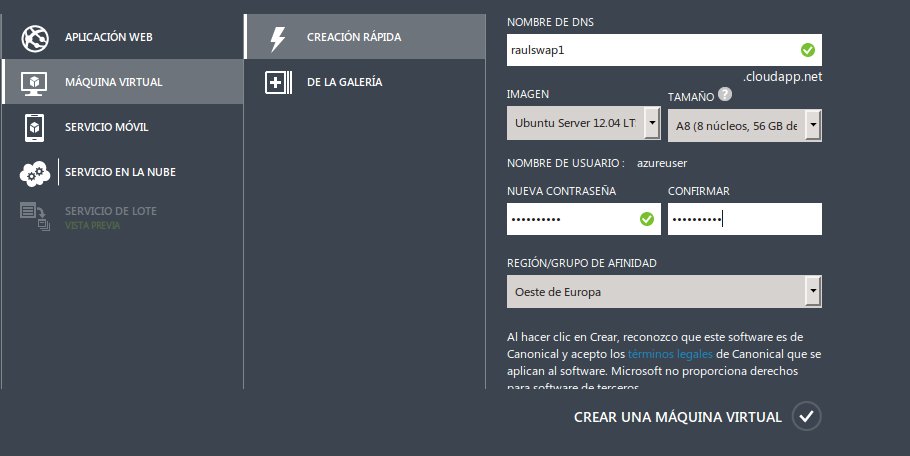 APLICACIÓN WEB
MÁQUINA VIRTUAL
SERVICIO MÓVIL
SERVICIO EN LA NUBE
SERVICIO DE LOTE
VISTA PREVIA
CREACIÓN RÁPIDA
DE LA GALERÍA
NOMBRE DE DNS
raulswap1
.cloudapp.net
IMAGEN
TAMAÑO ?
Ubuntu Server 12.04 LT
A8 (8 núcleos, 56 GB de
NOMBRE DE USUARIO : azureuser
NUEVA CONTRASEÑA
CONFIRMAR
••••••••••
••••••••••
REGIÓN/GRUPO DE AFINIDAD
Oeste de Europa
Al hacer clic en Crear, reconozco que este software es de
Canonical y acepto los términos legales de Canonical que se
aplican al software. Microsoft no proporciona derechos
para software de terceros.
CREAR UNA MÁQUINA VIRTUAL